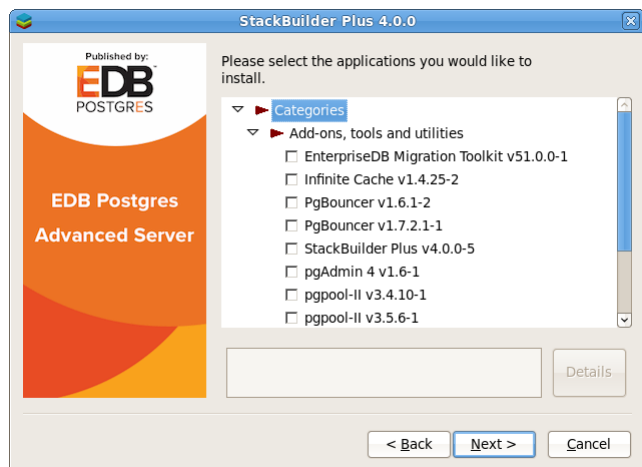 StackBuilder Plus 4.0.0
Published by:
EDB
POSTGRES
EDB Postgres
Advanced Server
Please select the applications you would like to
install.
Categories
Add-ons, tools and utilities
EnterpriseDB Migration Toolkit v51.0.0-1
Infinite Cache v1.4.25-2
PgBouncer v1.6.1-2
PgBouncer v1.7.2.1-1
StackBuilder Plus v4.0.0-5
pgAdmin 4 v1.6-1
pgpool-II v3.4.10-1
pgpool-II v3.5.6-1
Details
< Back
Next >
Cancel